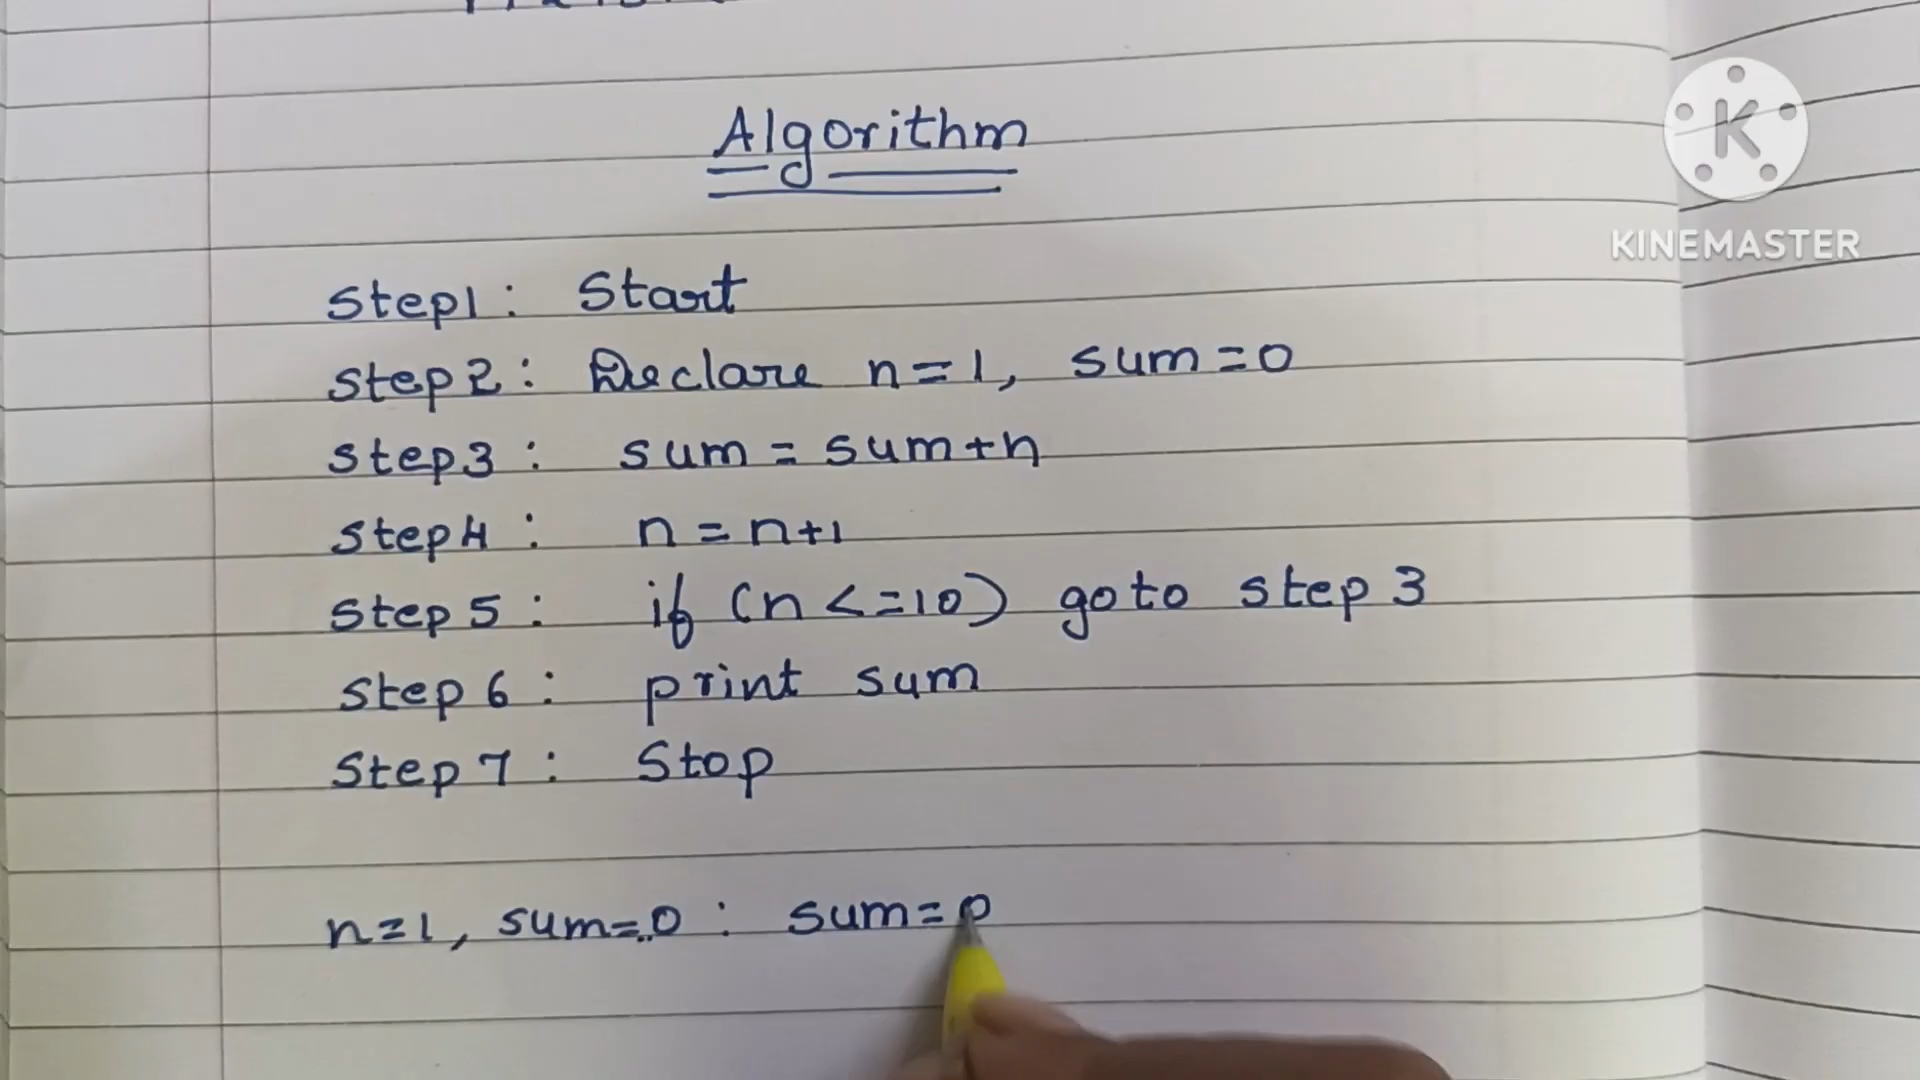 Algorithm
K
KINEMASTER
Step1 : Start
Step2 : Declare n=1, sum=0
Step3 : sum = sum+n
Step4 : n=n+1
Step5 : if (n<=10) goto step 3
Step6 : print sum
Step7 : Stop
n=1, sum=0 : sum=0